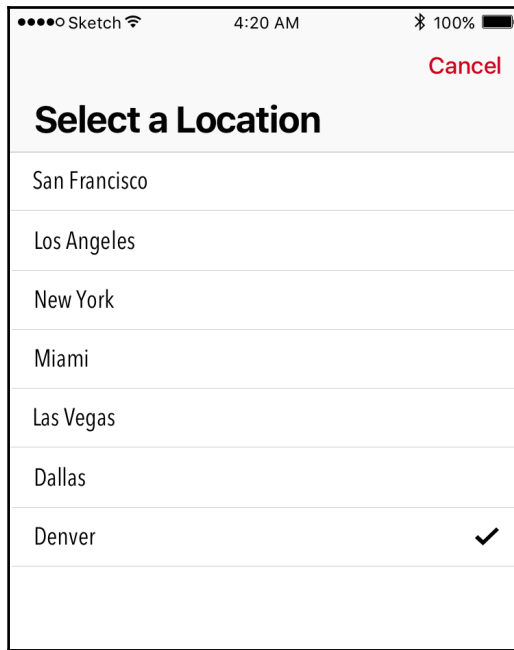 Sketch 4:20 AM 100%
Cancel
Select a Location
San Francisco
Los Angeles
New York
Miami
Las Vegas
Dallas
Denver